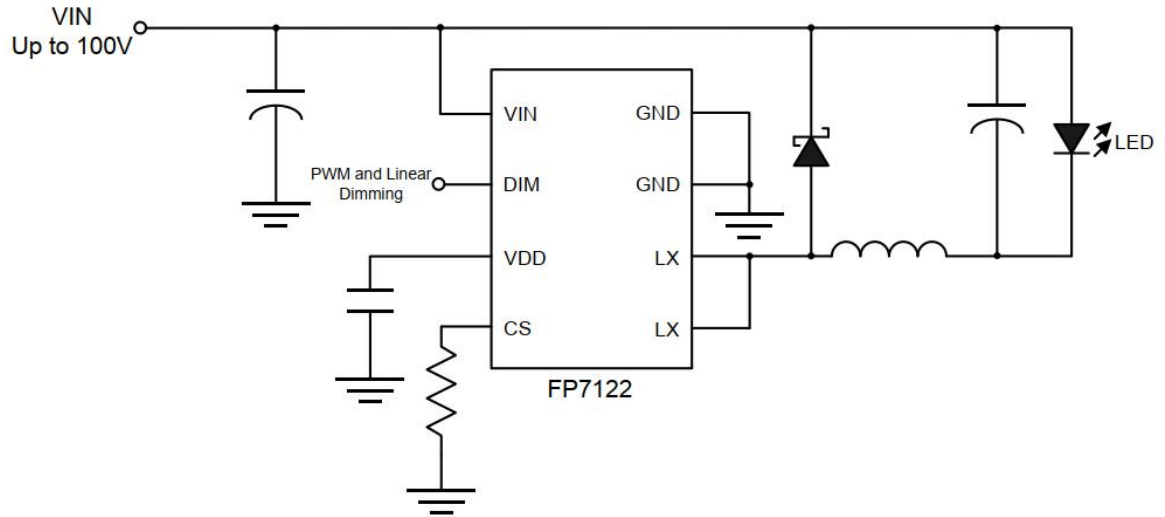 VIN
Up to 100V
VIN
GND
PWM and Linear
Dimming
DIM
GND
LED
VDD
LX
CS
LX
FP7122